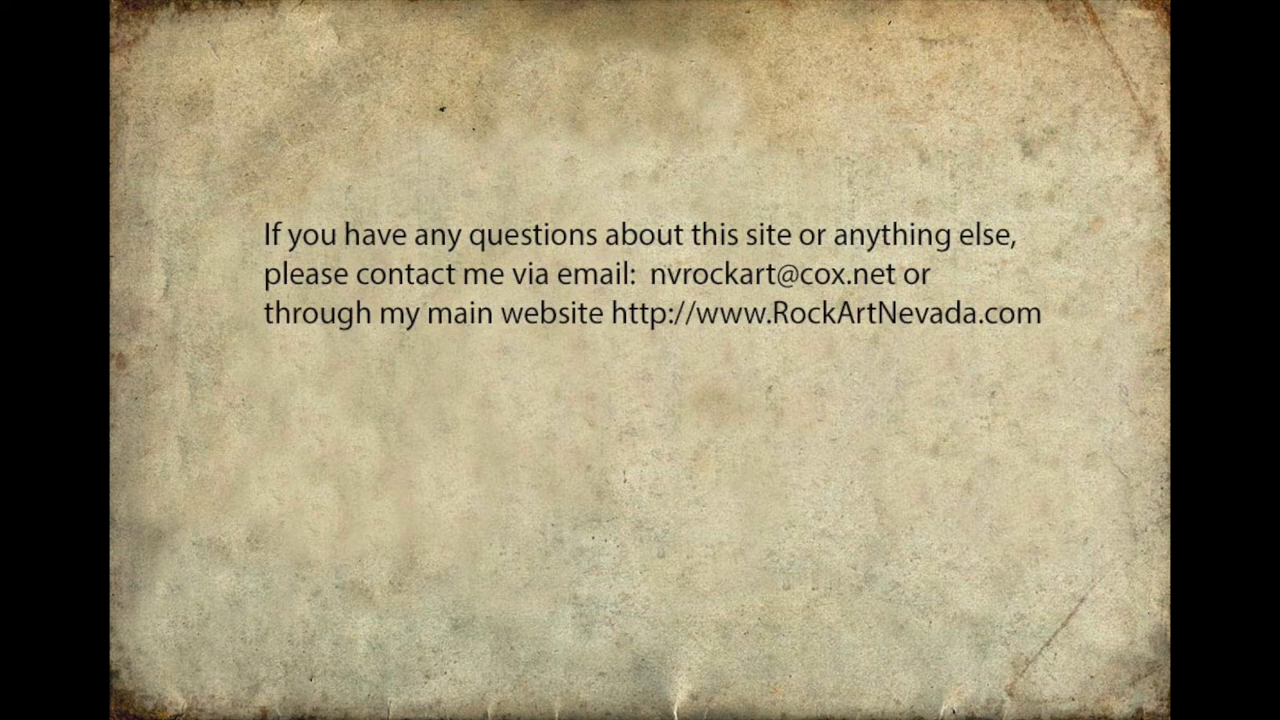 If you have any questions about this site or anything else,
please contact me via email:  nvrockart@cox.net or
through my main website http://www.RockArtNevada.com